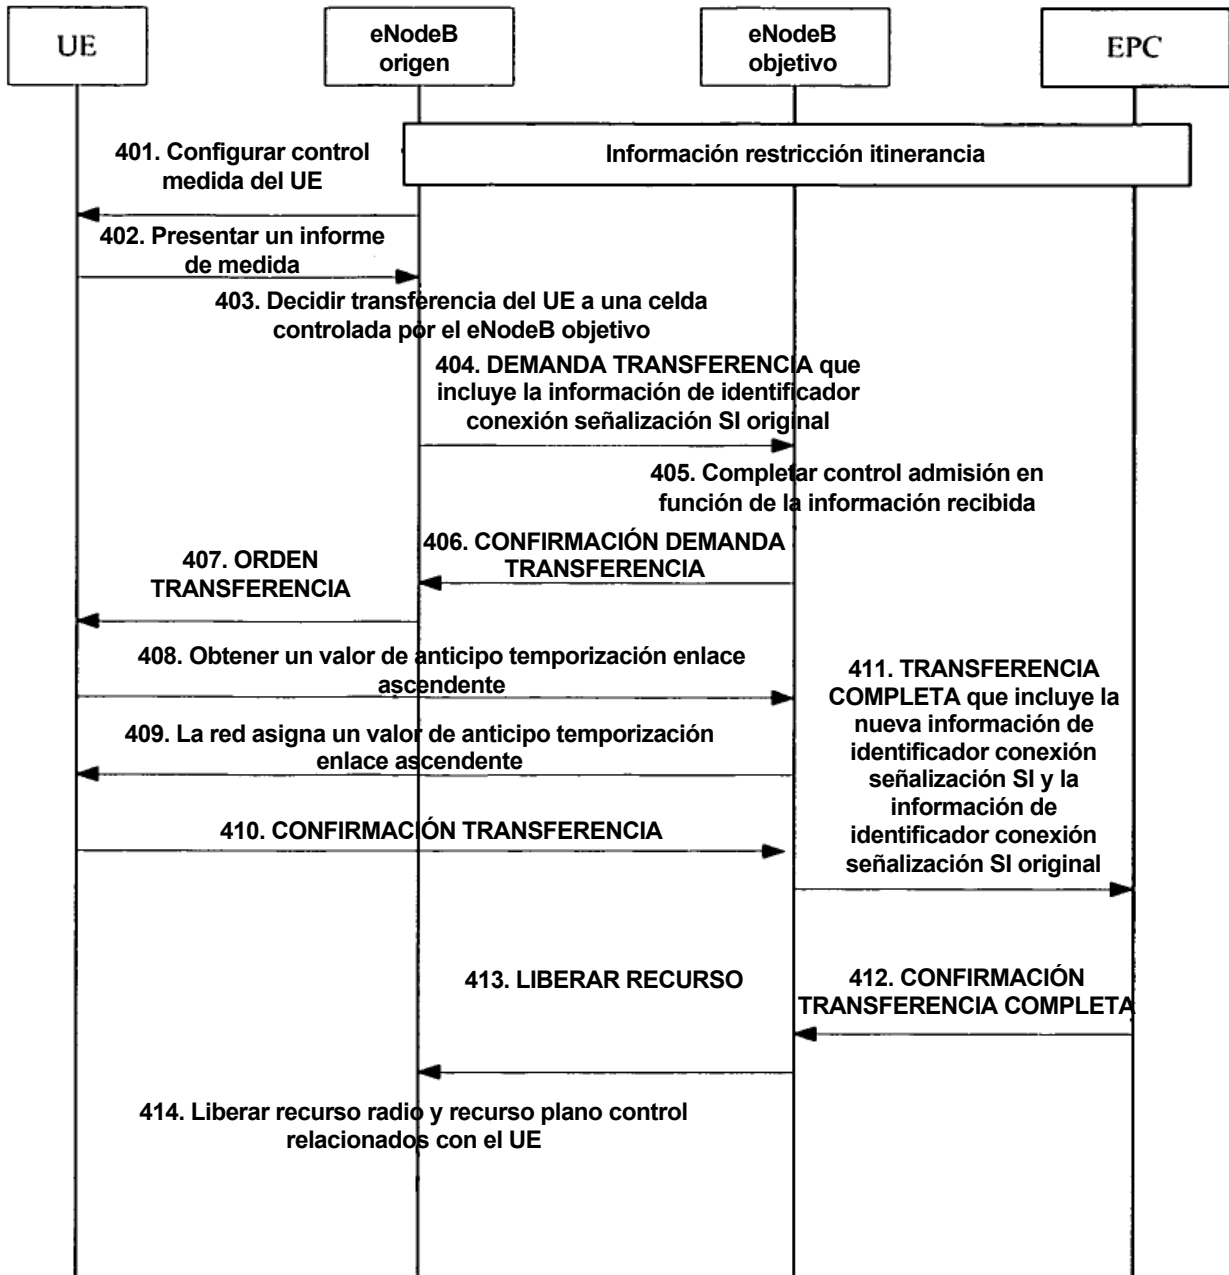 UE
eNodeB
origen
eNodeB
objetivo
EPC
Información restricción itinerancia
401. Configurar control
medida del UE
402. Presentar un informe
de medida
403. Decidir transferencia del UE a una celda
controlada por el eNodeB objetivo
404. DEMANDA TRANSFERENCIA que
incluye la información de identificador
conexión señalización SI original
405. Completar control admisión en
función de la información recibida
406. CONFIRMACIÓN DEMANDA
TRANSFERENCIA
407. ORDEN
TRANSFERENCIA
408. Obtener un valor de anticipo temporización enlace
ascendente
409. La red asigna un valor de anticipo temporización
enlace ascendente
410. CONFIRMACIÓN TRANSFERENCIA
411. TRANSFERENCIA
COMPLETA que incluye la
nueva información de
identificador conexión
señalización SI y la
información de
identificador conexión
señalización SI original
412. CONFIRMACIÓN
TRANSFERENCIA COMPLETA
413. LIBERAR RECURSO
414. Liberar recurso radio y recurso plano control
relacionados con el UE